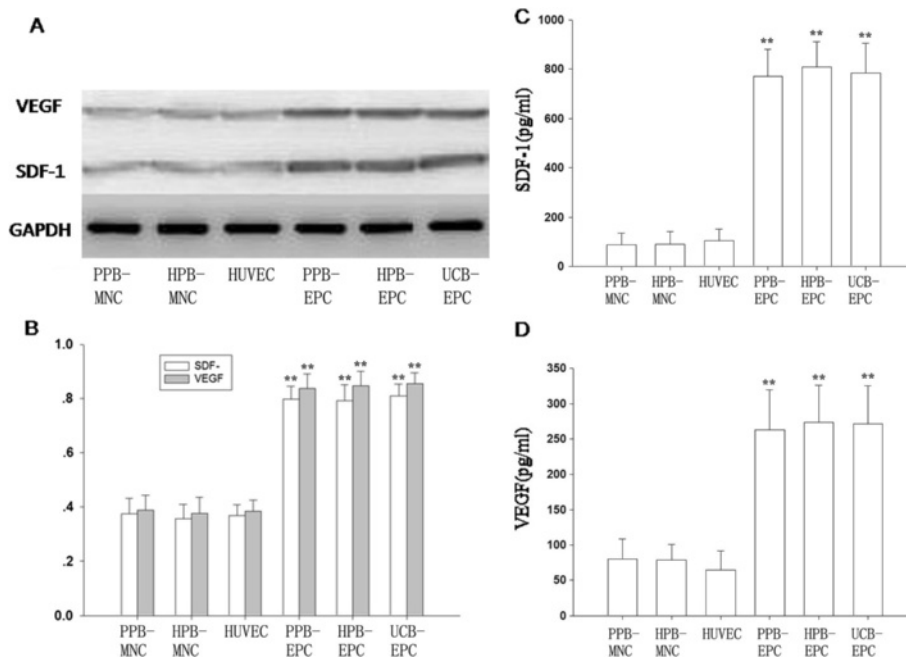 A
VEGF
SDF-1
GAPDH
PPB-
MNC
HPB-
MNC
HUVEC
PPB-
EPC
HPB-
EPC
UCB-
EPC
B
1.0
.8
.6
.4
.2
0.0
SDF-
VEGF
** ** ** ** ** **
PPB-
MNC
HPB-
MNC
HUVEC
PPB-
EPC
HPB-
EPC
UCB-
EPC
C
SDF-1(pg/ml)
1000
800
600
400
200
0
** ** **
PPB-
MNC
HPB-
MNC
HUVEC
PPB-
EPC
HPB-
EPC
UCB-
EPC
D
VEGF(pg/ml)
350
300
250
200
150
100
50
0
** ** **
PPB-
MNC
HPB-
MNC
HUVEC
PPB-
EPC
HPB-
EPC
UCB-
EPC